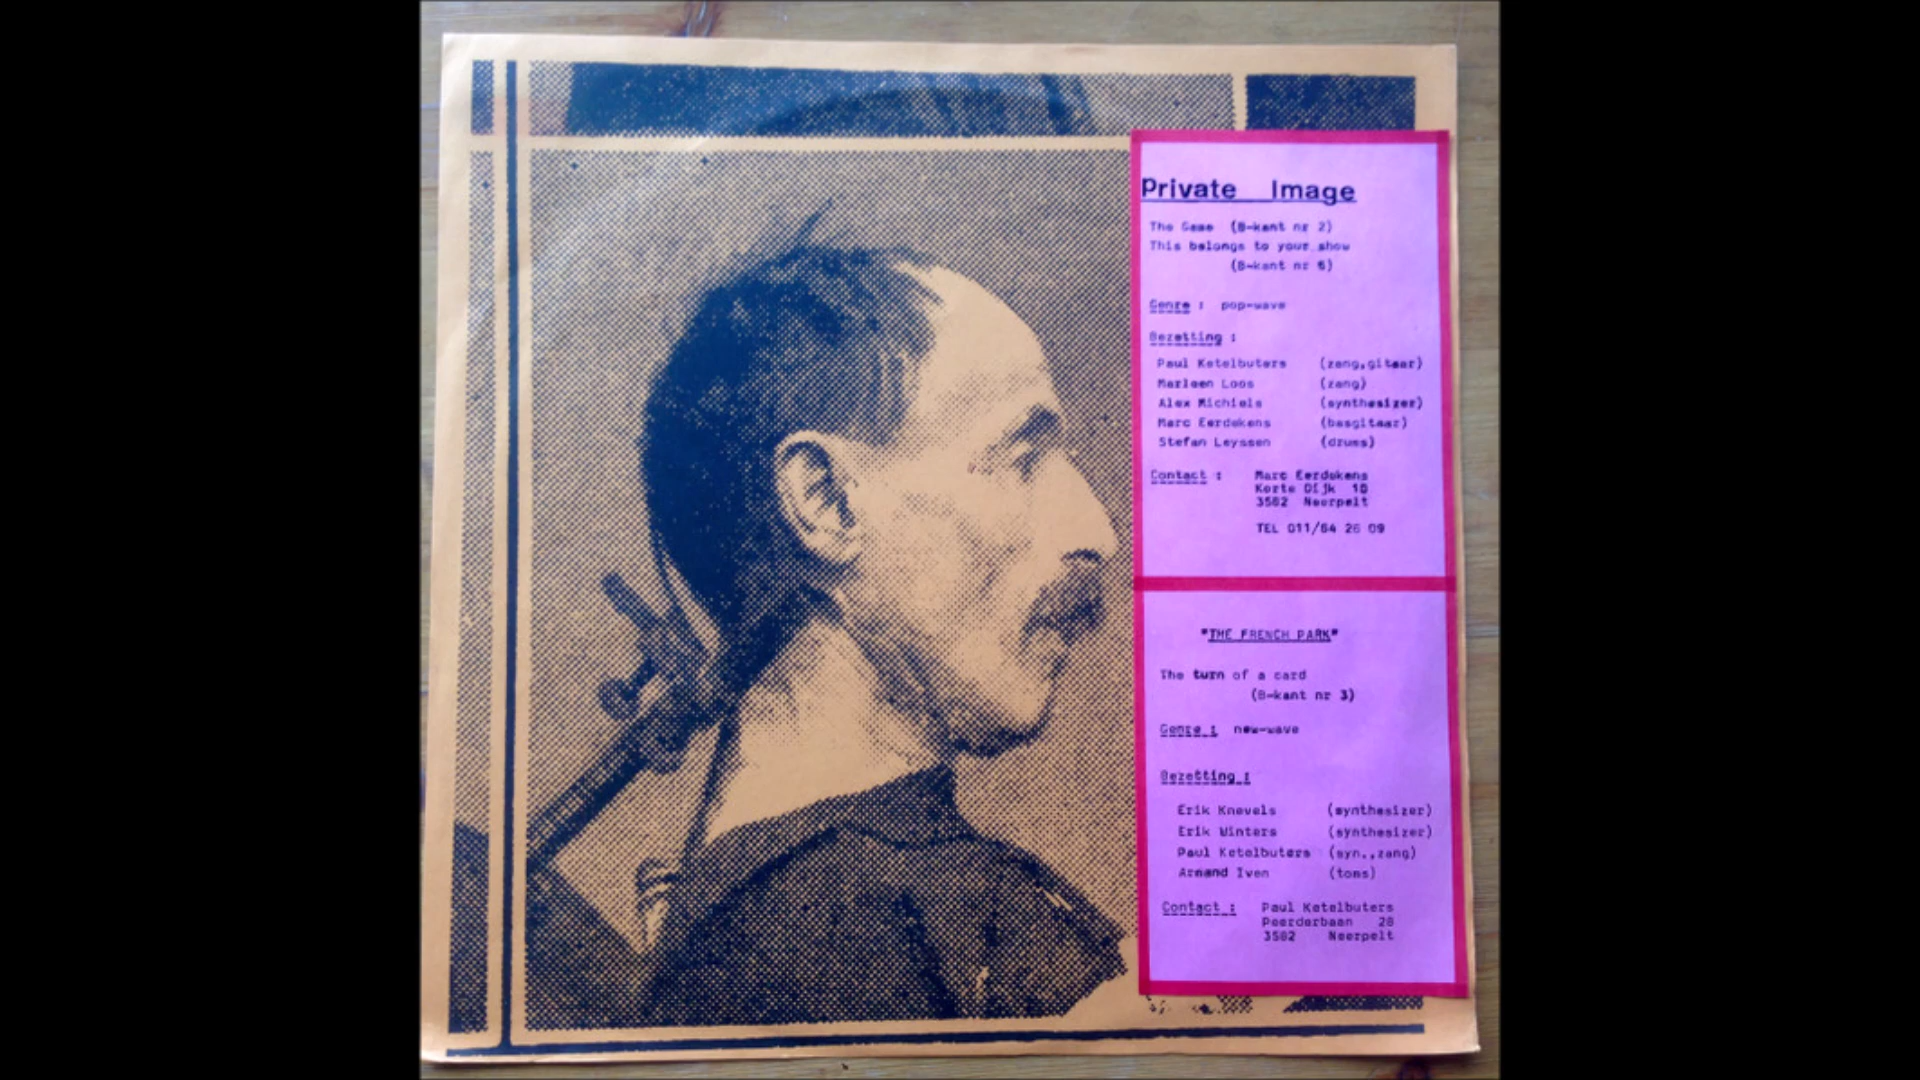 Private Image
The Game (B-kant nr 2)
This belongs to your show
(B-kant nr 6)
Genre : pop-wave
Bezetting :
Paul Ketelbuters (zang,gitaar)
Marleen Loos (zang)
Alex Michiels (synthesizer)
Marc Eerdekens (basgitaar)
Stefan Leyssen (drums)
Contact : Marc Eerdekens
Korte Dijk 10
3582 Neerpelt
TEL 011/64 26 09
"THE FRENCH PARK"
The turn of a card
(B-kant nr 3)
Genre : new-wave
Bezetting :
Erik Knevels (synthesizer)
Erik Winters (synthesizer)
Paul Ketelbuters (syn.,zang)
Armand Iven (toms)
Contact : Paul Ketelbuters
Peerderbaan 28
3582 Neerpelt